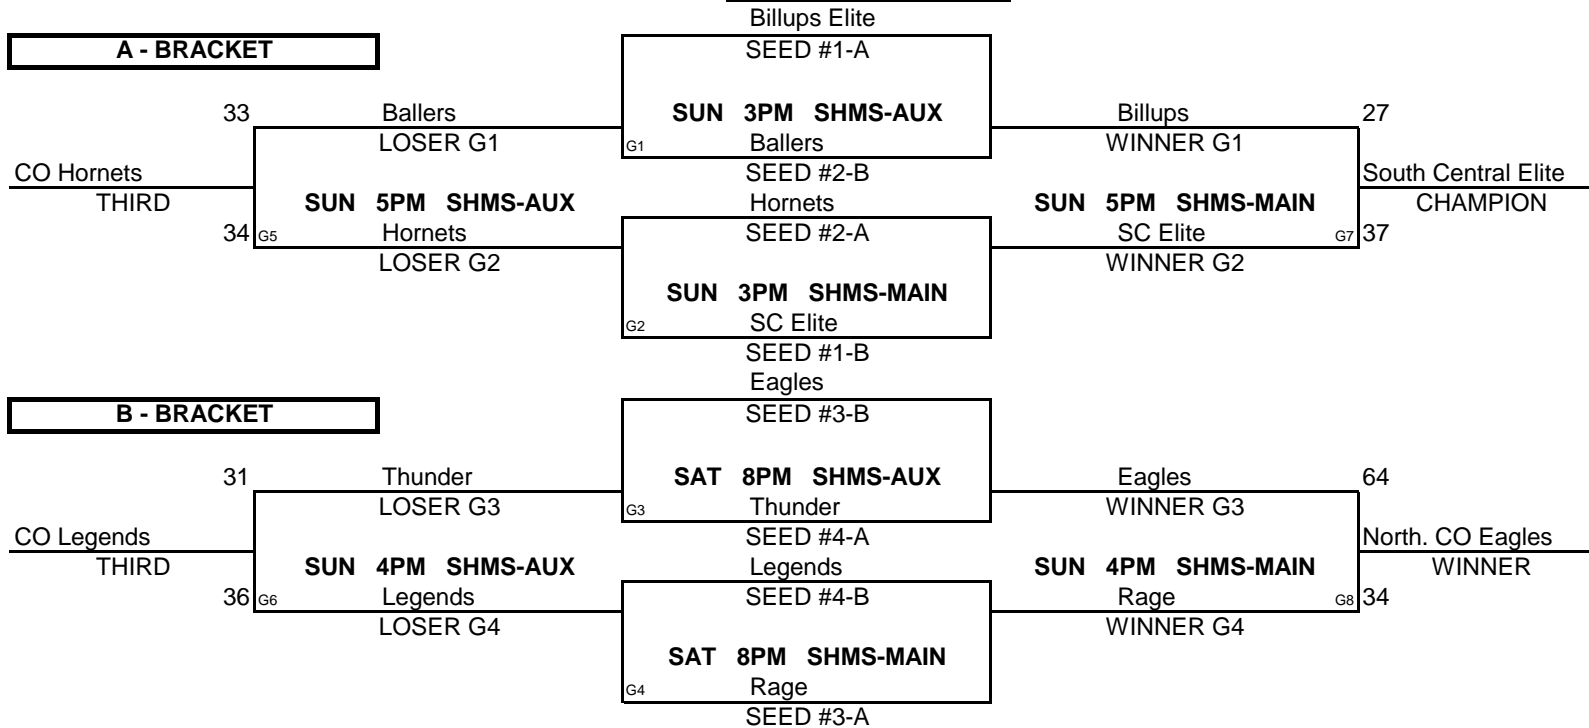 Billups Elite
A - BRACKET SEED #1-A
33 Ballers SUN 3PM SHMS-AUX Billups 27
LOSER G1 G1 Ballers WINNER G1
CO Hornets SEED #2-B South Central Elite
THIRD SUN 5PM SHMS-AUX Hornets SUN 5PM SHMS-MAIN CHAMPION
34 G5 Hornets SEED #2-A SC Elite G7 37
LOSER G2 WINNER G2
SUN 3PM SHMS-MAIN
G2 SC Elite
SEED #1-B
Eagles
B - BRACKET SEED #3-B
31 Thunder SAT 8PM SHMS-AUX Eagles 64
LOSER G3 G3 Thunder WINNER G3
CO Legends SEED #4-A North. CO Eagles
THIRD SUN 4PM SHMS-AUX Legends SUN 4PM SHMS-MAIN WINNER
36 G6 Legends SEED #4-B Rage G8 34
LOSER G4 WINNER G4
SAT 8PM SHMS-MAIN
G4 Rage
SEED #3-A